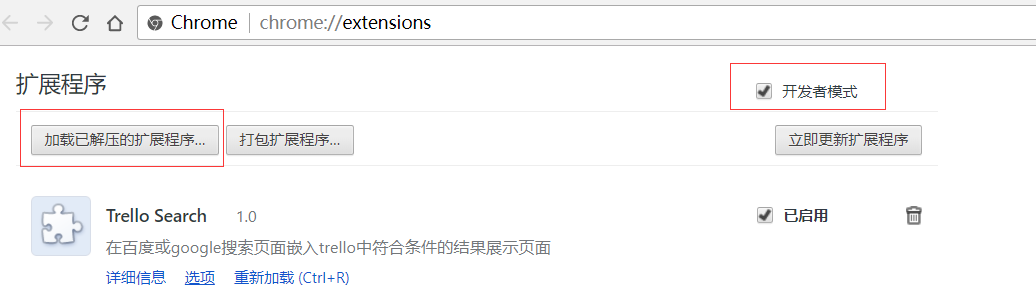 Chrome chrome://extensions
扩展程序 开发者模式
加载已解压的扩展程序... 打包扩展程序... 立即更新扩展程序
Trello Search 1.0 已启用
在百度或google搜索页面嵌入trello中符合条件的结果展示页面
详细信息 选项 重新加载 (Ctrl+R)